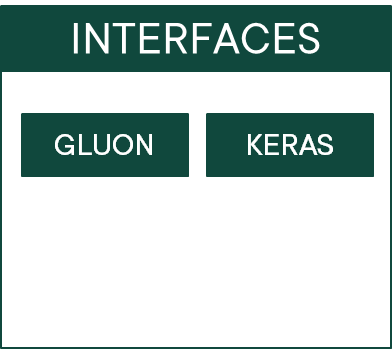 INTERFACES
GLUON
KERAS